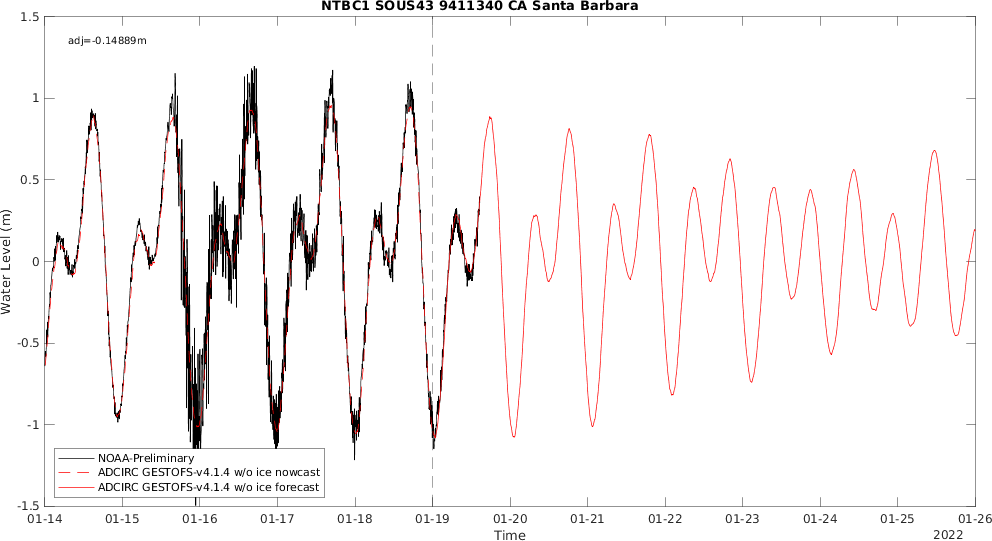 NTBC1 SOUS43 9411340 CA Santa Barbara
1.5
adj=-0.14889m
1
0.5
0
-0.5
-1
-1.5
Water Level (m)
NOAA-Preliminary
ADCIRC GESTOFS-v4.1.4 w/o ice nowcast
ADCIRC GESTOFS-v4.1.4 w/o ice forecast
01-14 01-15 01-16 01-17 01-18 01-19 01-20 01-21 01-22 01-23 01-24 01-25 01-26
Time
2022